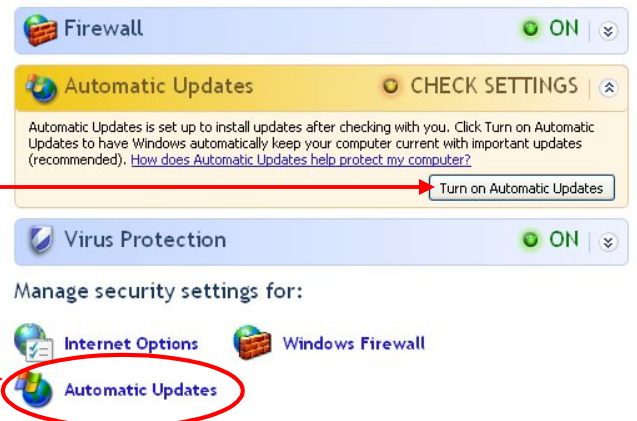 Firewall ON
Automatic Updates CHECK SETTINGS
Automatic Updates is set up to install updates after checking with you. Click Turn on Automatic
Updates to have Windows automatically keep your computer current with important updates
(recommended). How does Automatic Updates help protect my computer?
Turn on Automatic Updates
Virus Protection ON
Manage security settings for:
Internet Options Windows Firewall
Automatic Updates